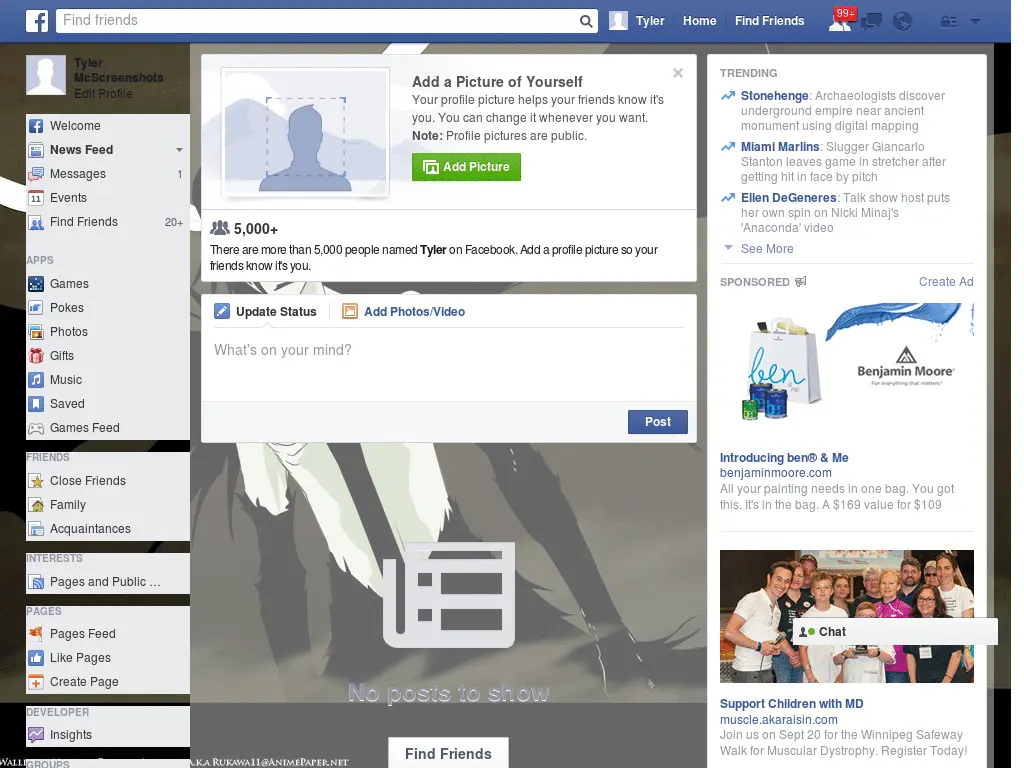 Find friends
Tyler
Home
Find Friends
99+
Tyler
McScreenshots
Edit Profile
Welcome
News Feed
Messages 1
Events
Find Friends 20+
APPS
Games
Pokes
Photos
Gifts
Music
Saved
Games Feed
FRIENDS
Close Friends
Family
Acquaintances
INTERESTS
Pages and Public ...
PAGES
Pages Feed
Like Pages
Create Page
DEVELOPER
Insights
GROUPS
A.K.A RUKAWA11@ANIMEPAPER.NET
Add a Picture of Yourself
Your profile picture helps your friends know it's
you. You can change it whenever you want.
Note: Profile pictures are public.
Add Picture
5,000+
There are more than 5,000 people named Tyler on Facebook. Add a profile picture so your
friends know it's you.
Update Status
Add Photos/Video
What's on your mind?
Post
No posts to show
Find Friends
TRENDING
Stonehenge: Archaeologists discover
underground empire near ancient
monument using digital mapping
Miami Marlins: Slugger Giancarlo
Stanton leaves game in stretcher after
getting hit in face by pitch
Ellen DeGeneres: Talk show host puts
her own spin on Nicki Minaj's
'Anaconda' video
See More
SPONSORED
Create Ad
ben
Benjamin Moore
For everything that matters
Introducing ben® & Me
benjaminmoore.com
All your painting needs in one bag. You got
this. It's in the bag. A $169 value for $109
Chat
Support Children with MD
muscle.akaraisin.com
Join us on Sept 20 for the Winnipeg Safeway
Walk for Muscular Dystrophy. Register Today!